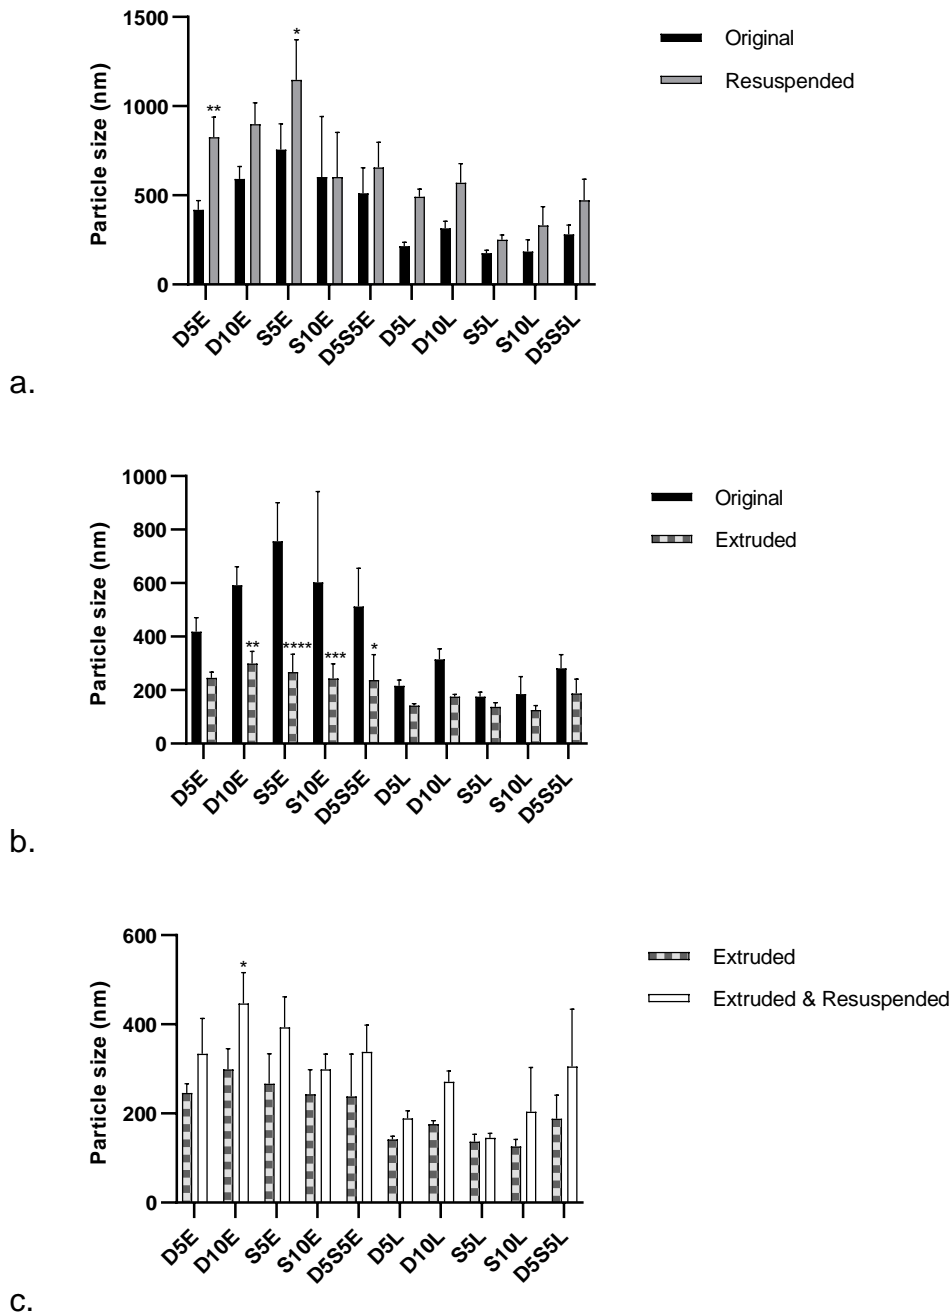 1500
1000
500
0
Particle size (nm)
**
*
Original
Resuspended
D5E
D10E
S5E
S10E
D5S5E
D5L
D10L
S5L
S10L
D5S5L
a.
1000
800
600
400
200
0
Particle size (nm)
**
****
***
*
Original
Extruded
D5E
D10E
S5E
S10E
D5S5E
D5L
D10L
S5L
S10L
D5S5L
b.
600
400
200
0
Particle size (nm)
*
Extruded
Extruded & Resuspended
D5E
D10E
S5E
S10E
D5S5E
D5L
D10L
S5L
S10L
D5S5L
c.